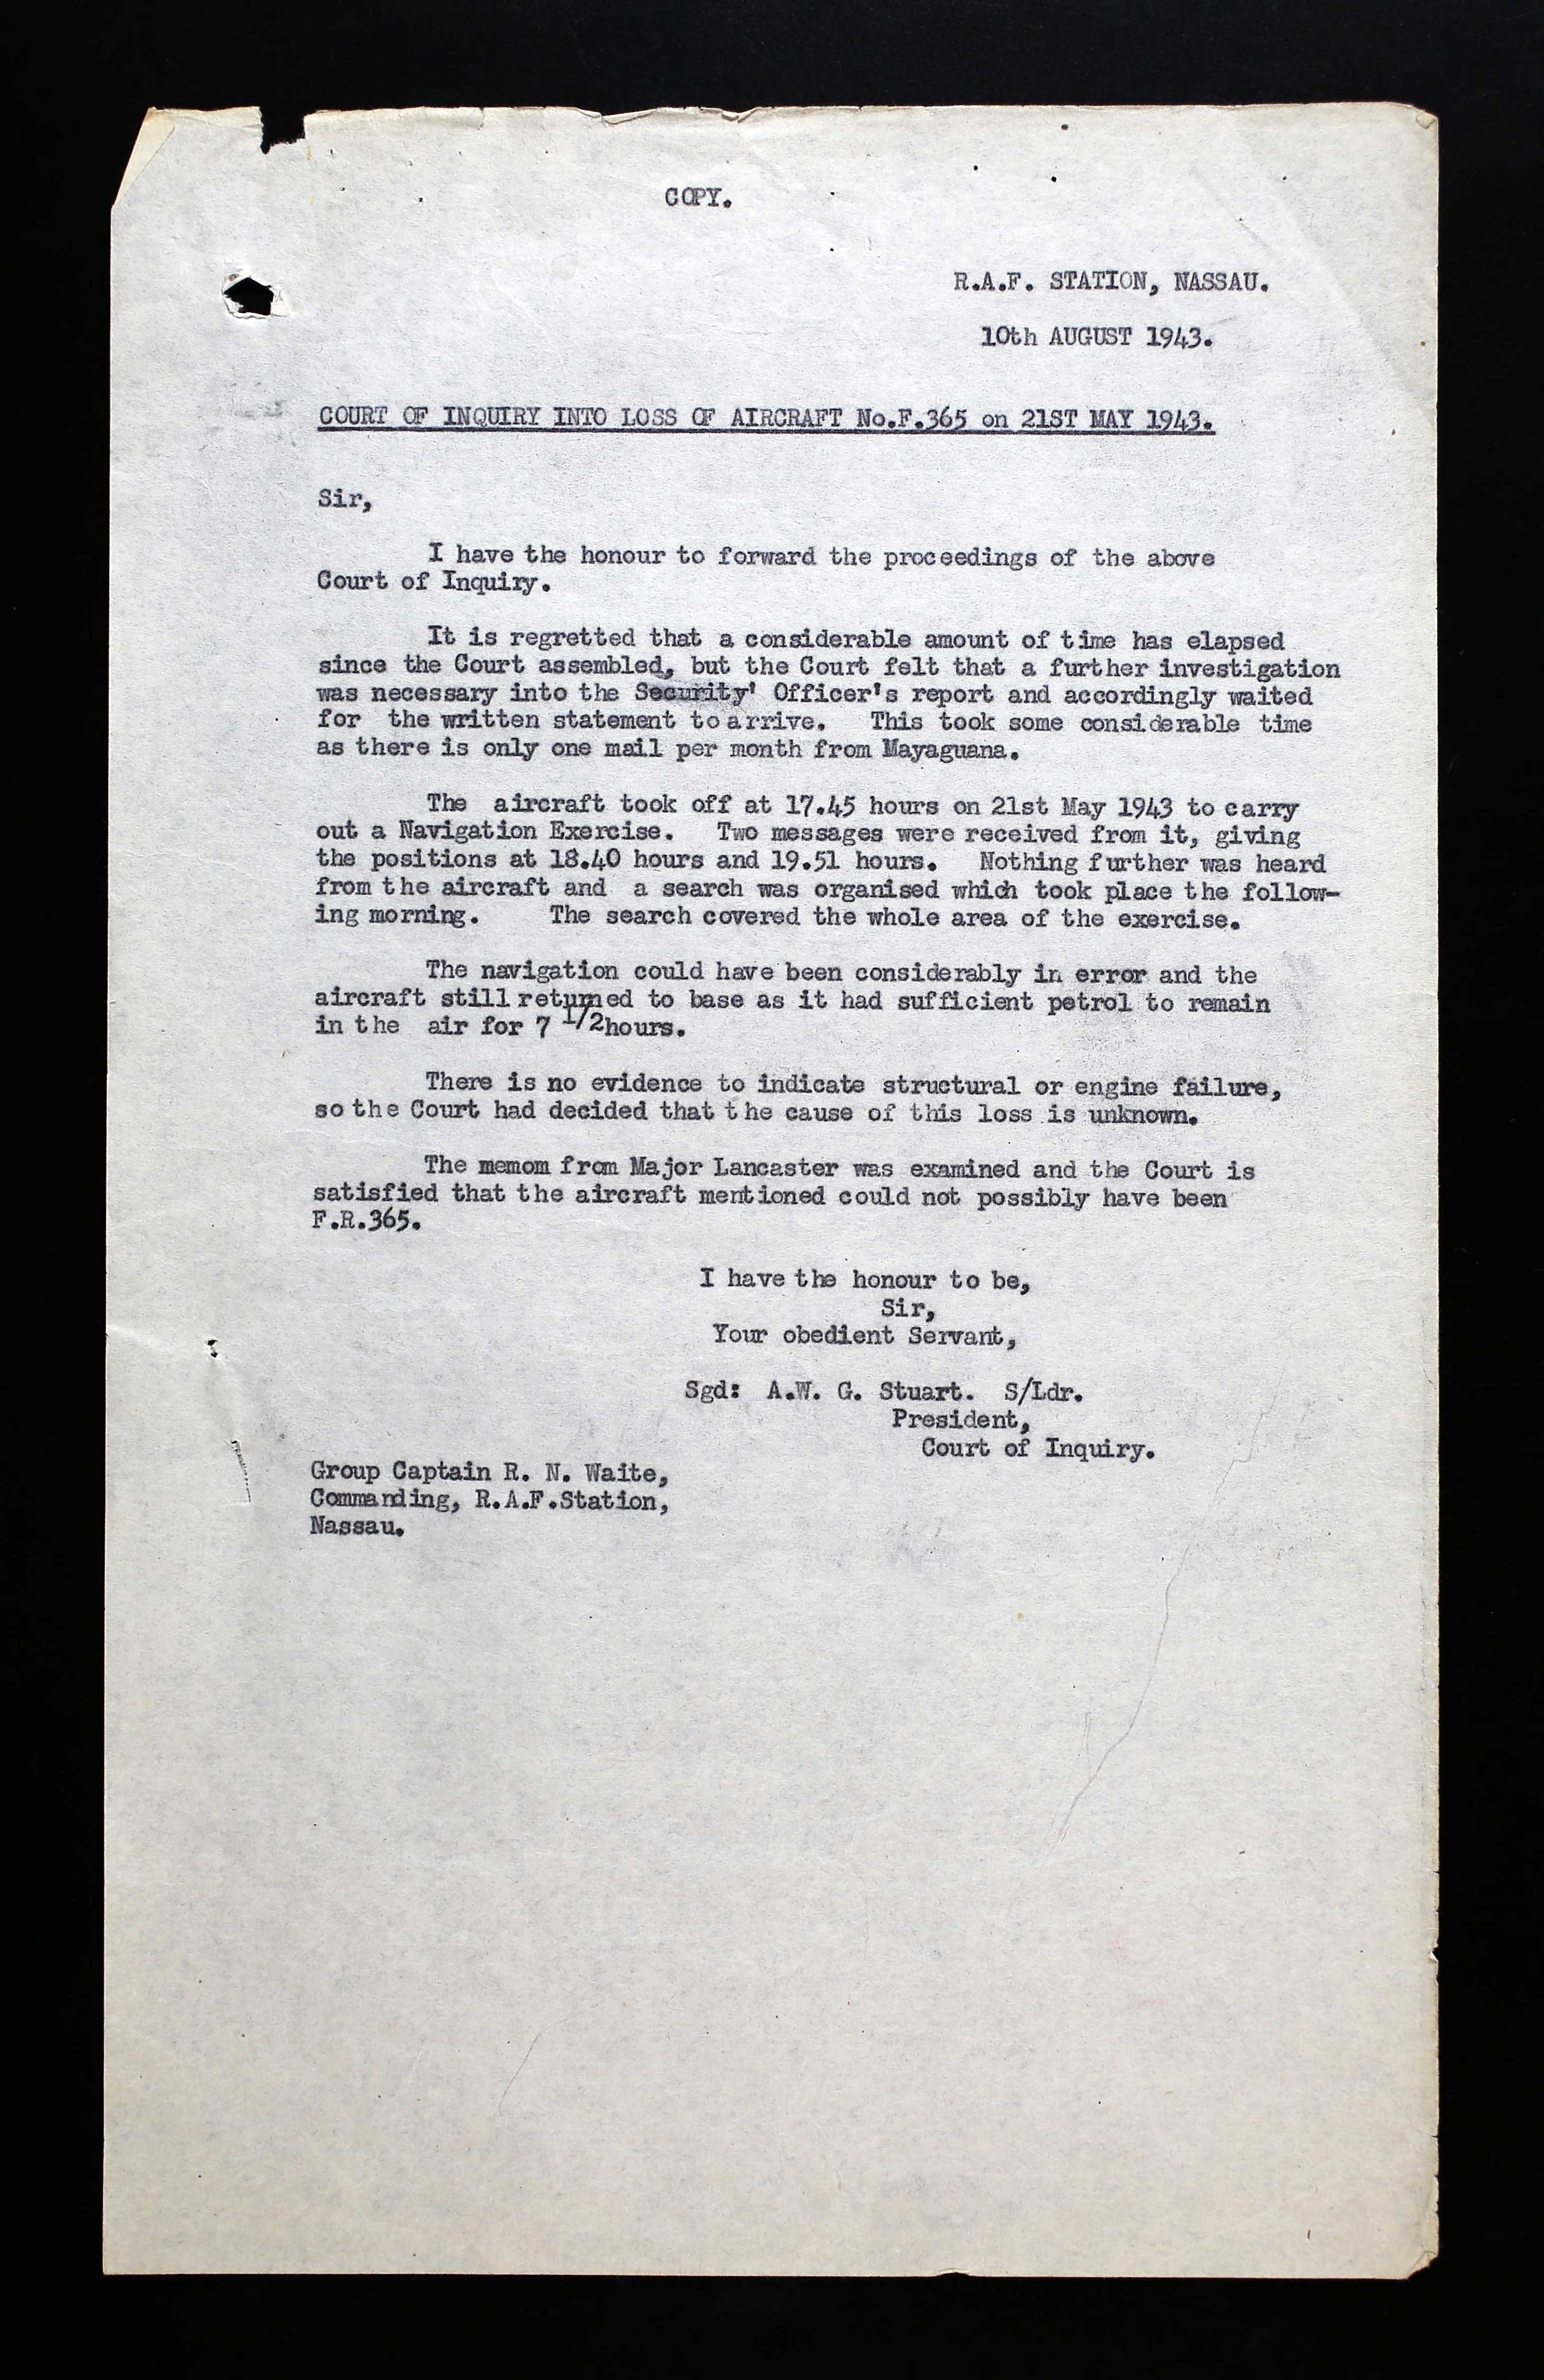 COPY.
R.A.F. STATION, NASSAU.
10th AUGUST 1943.
COURT OF INQUIRY INTO LOSS OF AIRCRAFT No.F.365 on 21ST MAY 1943.
Sir,
I have the honour to forward the proceedings of the above
Court of Inquiry.
It is regretted that a considerable amount of time has elapsed
since the Court assembled, but the Court felt that a further investigation
was necessary into the Security' Officer's report and accordingly waited
for the written statement to arrive. This took some considerable time
as there is only one mail per month from Mayaguana.
The aircraft took off at 17.45 hours on 21st May 1943 to carry
out a Navigation Exercise. Two messages were received from it, giving
the positions at 18.40 hours and 19.51 hours. Nothing further was heard
from the aircraft and a search was organised which took place the follow-
ing morning. The search covered the whole area of the exercise.
The navigation could have been considerably in error and the
aircraft still returned to base as it had sufficient petrol to remain
in the air for 7 1/2hours.
There is no evidence to indicate structural or engine failure,
so the Court had decided that the cause of this loss is unknown.
The memom from Major Lancaster was examined and the Court is
satisfied that the aircraft mentioned could not possibly have been
F.R.365.
I have the honour to be,
Sir,
Your obedient Servant,
Sgd: A.W. G. Stuart. S/Ldr.
President,
Court of Inquiry.
Group Captain R. N. Waite,
Commanding, R.A.F.Station,
Nassau.